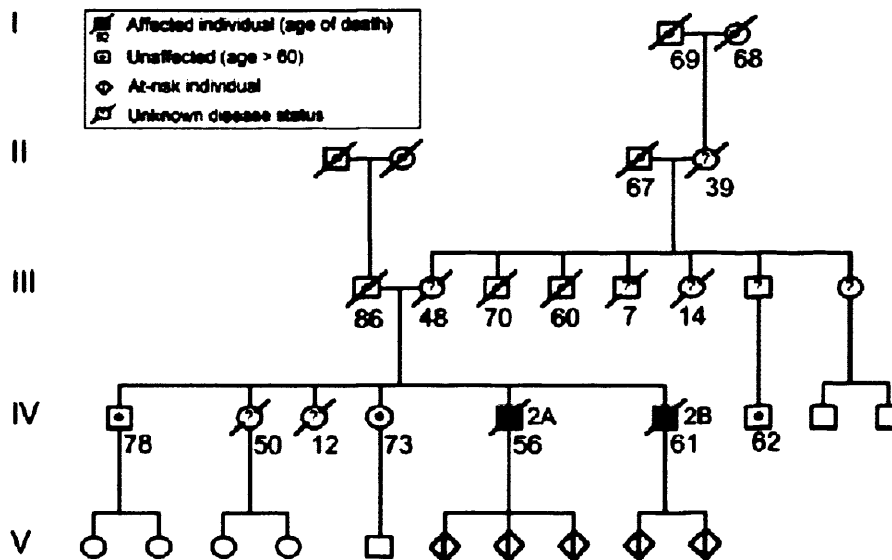 I
Affected individual (age of death)
Unaffected (age > 60)
At-risk individual
? Unknown disease status
69 68
II
?
67 39
III
? ? ? ? ?
86 48 70 60 7 14
IV
? ? 2A 2B
78 50 12 73 56 61 62
V